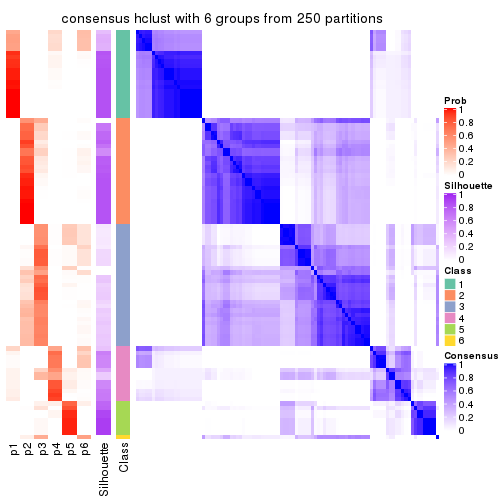 consensus hclust with 6 groups from 250 partitions
Prob
1
0.8
0.6
0.4
0.2
0
Silhouette
1
0.8
0.6
0.4
0.2
0
Class
1
2
3
4
5
6
Consensus
1
0.8
0.6
0.4
0.2
0
p1
p2
p3
p4
p5
p6
Silhouette
Class